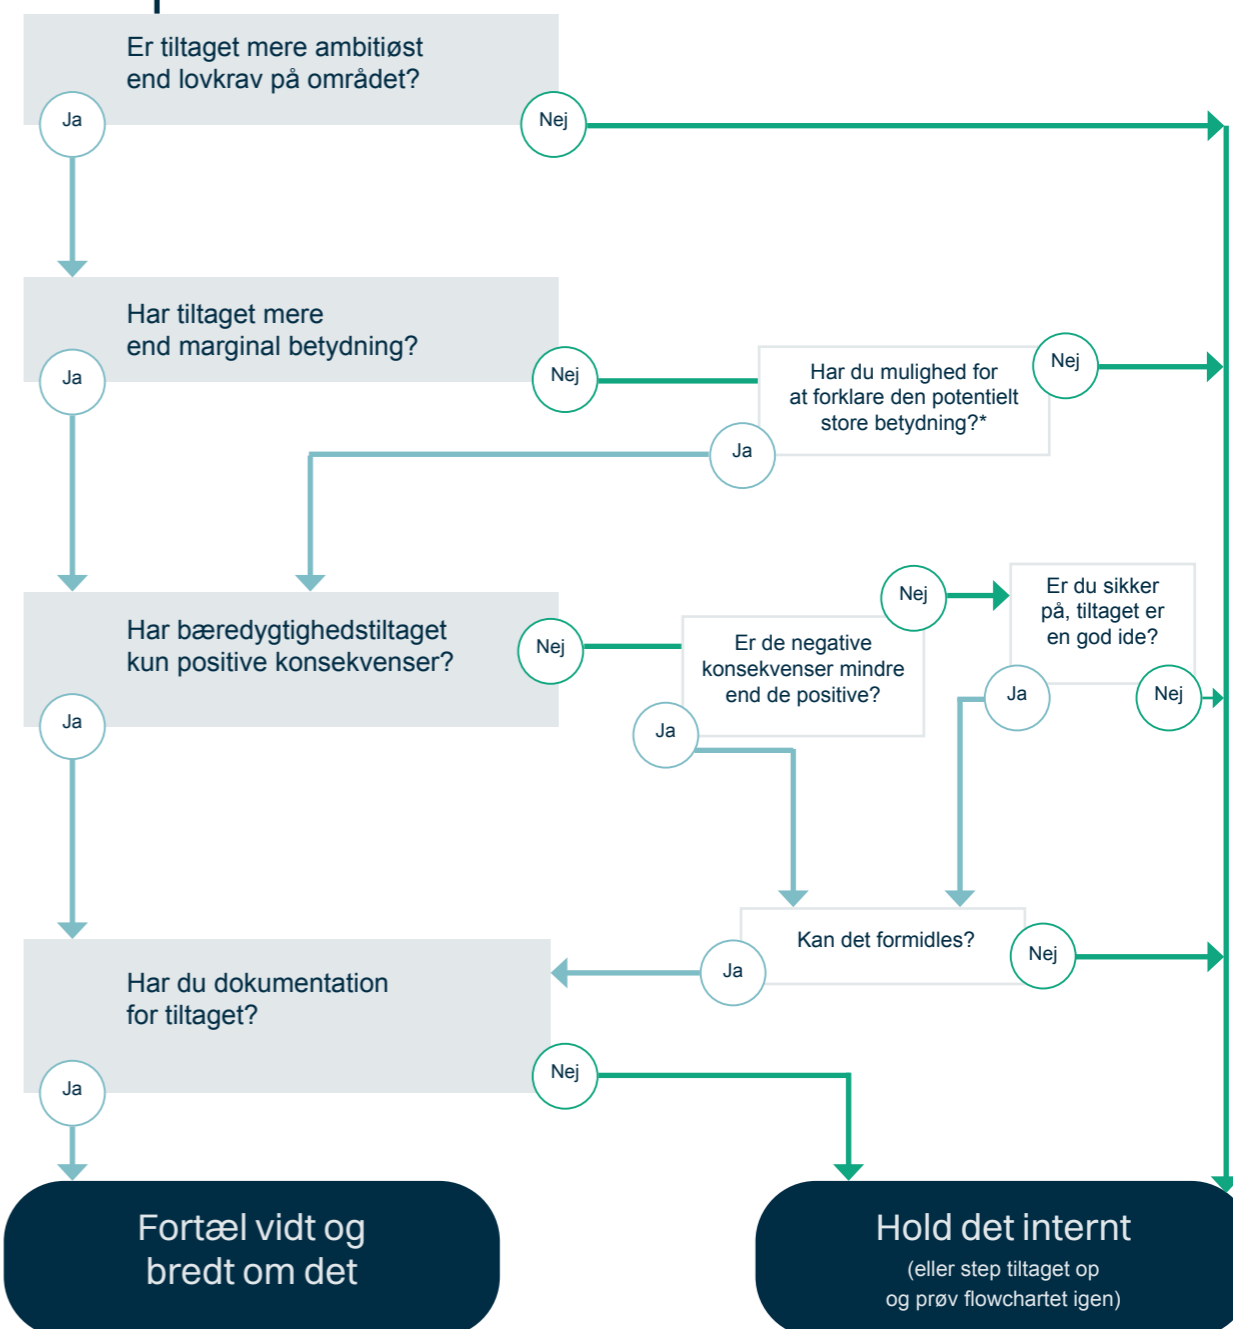 Er tiltaget mere ambitiøst
end lovkrav på området?
Ja
Nej
Har tiltaget mere
end marginal betydning?
Ja
Nej
Har du mulighed for
at forklare den potentielt
store betydning?*
Nej
Ja
Har bæredygtighedstiltaget
kun positive konsekvenser?
Ja
Nej
Er de negative
konsekvenser mindre
end de positive?
Nej
Ja
Er du sikker
på, tiltaget er
en god ide?
Ja
Nej
Kan det formidles?
Ja
Nej
Har du dokumentation
for tiltaget?
Ja
Nej
Fortæl vidt og
bredt om det
Hold det internt
(eller step tiltaget op
og prøv flowchartet igen)